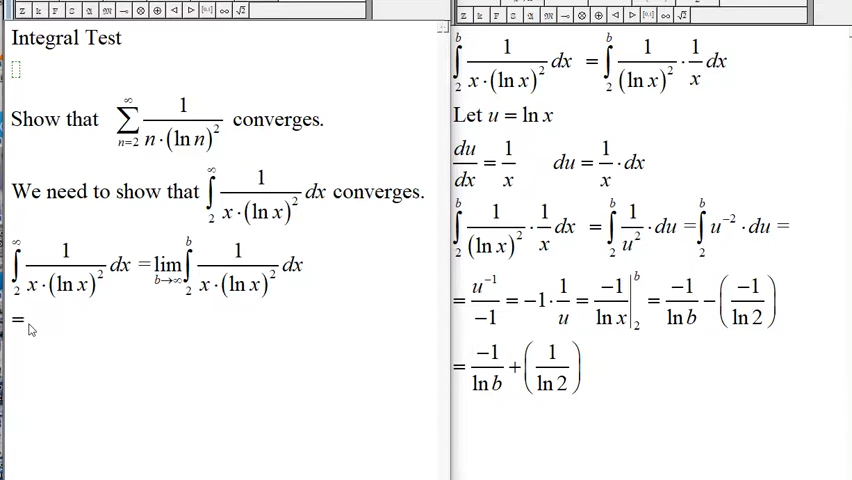 Integral Test
Show that ∑_{n=2}^{∞} 1/(n·(ln n)^2) converges.
We need to show that ∫_2^∞ 1/(x·(ln x)^2) dx converges.
∫_2^∞ 1/(x·(ln x)^2) dx = lim_{b→∞} ∫_2^b 1/(x·(ln x)^2) dx
=
∫_2^b 1/(x·(ln x)^2) dx = ∫_2^b 1/(ln x)^2 · 1/x dx
Let u = ln x
du/dx = 1/x du = 1/x · dx
∫_2^b 1/(ln x)^2 · 1/x dx = ∫_2^b 1/u^2 · du = ∫_2^b u^{-2} · du =
= u^{-1}/-1 = -1 · 1/u = -1/ln x |_2^b = -1/ln b - (-1/ln 2)
= -1/ln b + (1/ln 2)